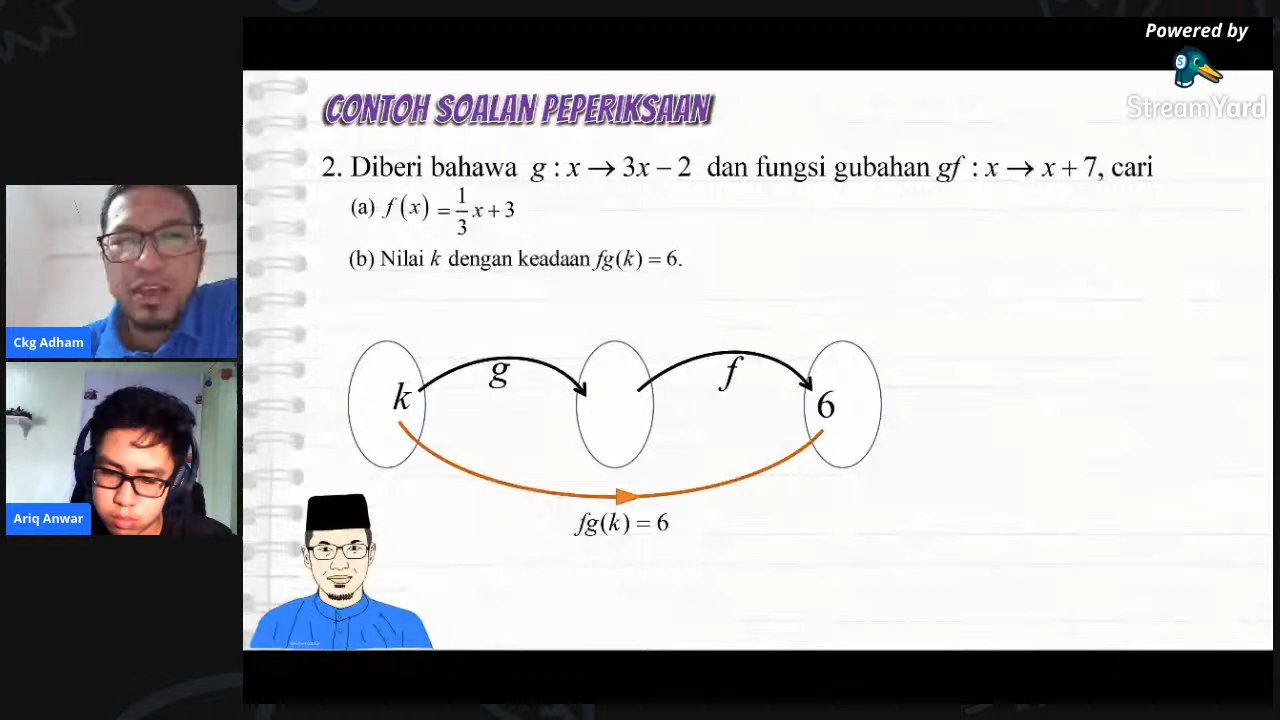 Powered by
StreamYard
CONTOH SOALAN PEPERIKSAAN
2. Diberi bahawa g : x → 3x − 2 dan fungsi gubahan gf : x → x + 7, cari
(a) f(x) = 1/3 x + 3
(b) Nilai k dengan keadaan fg(k) = 6.
Ckg Adham
g
f
k
6
Ariq Anwar
fg(k) = 6